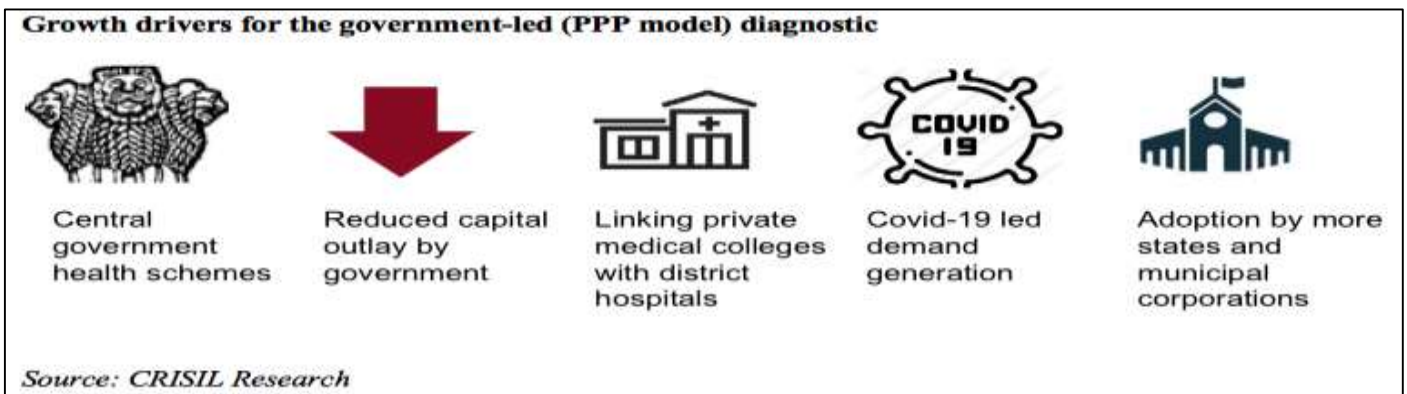 Growth drivers for the government-led (PPP model) diagnostic
COVID
19
Central
government
health schemes
Reduced capital
outlay by
government
Linking private
medical colleges
with district
hospitals
Covid-19 led
demand
generation
Adoption by more
states and
municipal
corporations
Source: CRISIL Research